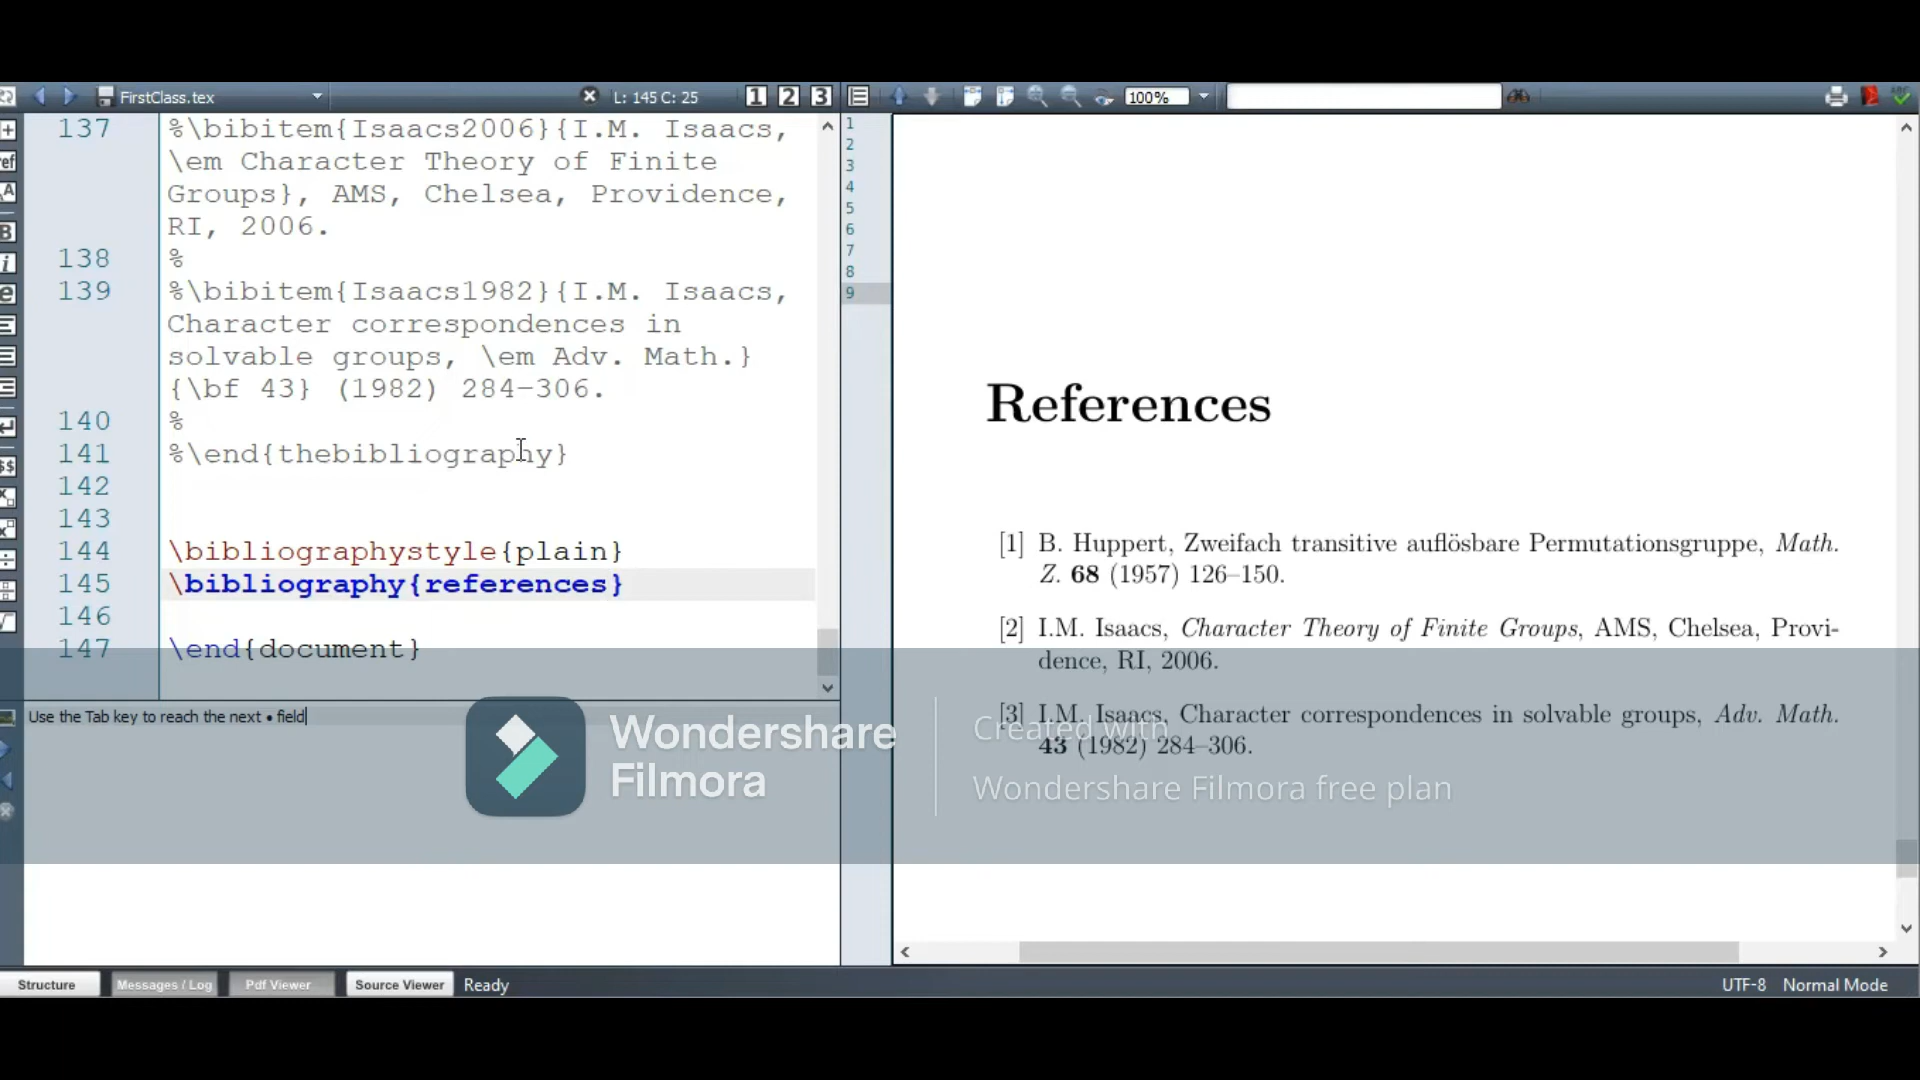 FirstClass.tex
L: 145 C: 25
1 2 3
100%
137 %\bibitem{Isaacs2006}{I.M. Isaacs,
\em Character Theory of Finite
Groups}, AMS, Chelsea, Providence,
RI, 2006.
138 %
139 %\bibitem{Isaacs1982}{I.M. Isaacs,
Character correspondences in
solvable groups, \em Adv. Math.}
{\bf 43} (1982) 284-306.
140 %
141 %\end{thebibliography}
142
143
144 \bibliographystyle{plain}
145 \bibliography{references}
146
147 \end{document}
Use the Tab key to reach the next • field
1
2
3
4
5
6
7
8
9
References
[1] B. Huppert, Zweifach transitive auflösbare Permutationsgruppe, Math.
Z. 68 (1957) 126–150.
[2] I.M. Isaacs, Character Theory of Finite Groups, AMS, Chelsea, Provi-
dence, RI, 2006.
[3] I.M. Isaacs, Character correspondences in solvable groups, Adv. Math.
43 (1982) 284–306.
Wondershare
Filmora
Created with
Wondershare Filmora free plan
Structure
Messages / Log
Pdf Viewer
Source Viewer
Ready
UTF-8
Normal Mode